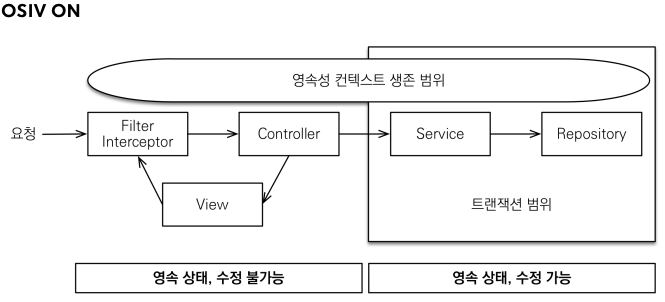 OSIV ON
영속성 컨텍스트 생존 범위
요청
Filter
Interceptor
Controller
Service
Repository
View
트랜잭션 범위
영속 상태, 수정 불가능
영속 상태, 수정 가능